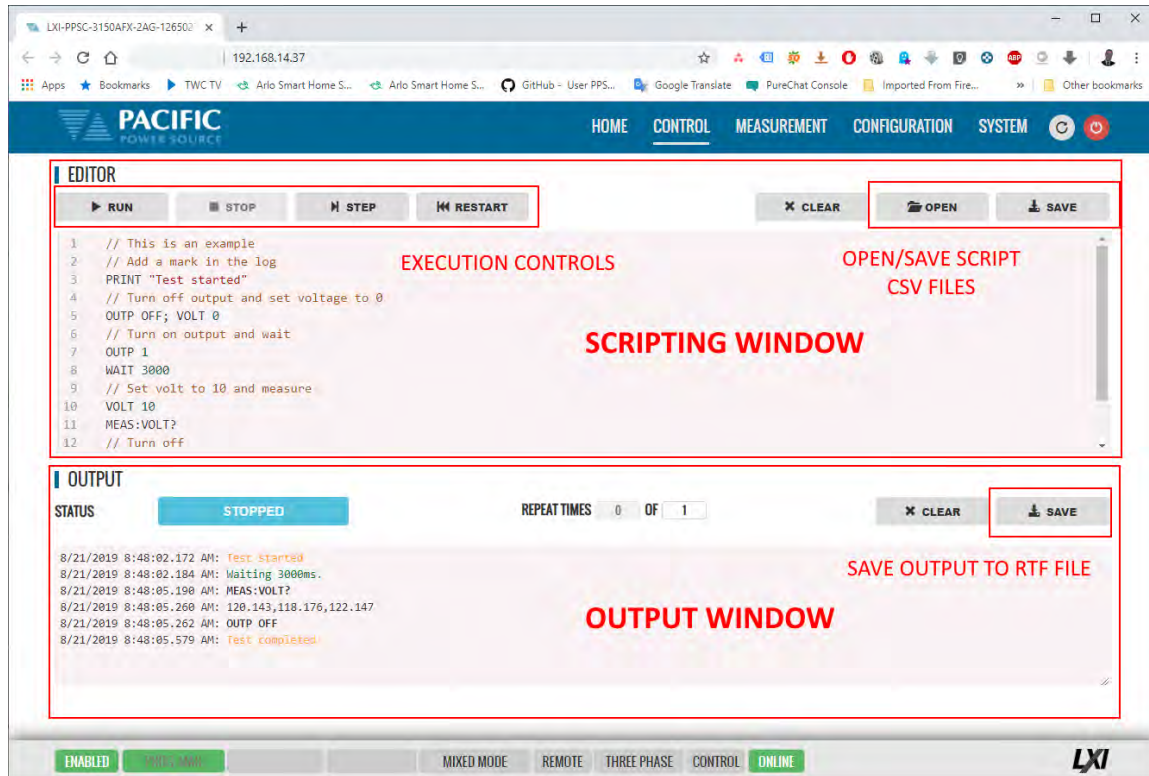 LXI-PPSC-3150AFX-2AG-126502
192.168.14.37
Apps Bookmarks TWC TV Arlo Smart Home S... Arlo Smart Home S... GitHub - User PPS... Google Translate PureChat Console Imported From Fire... » Other bookmarks
PACIFIC
POWER SOURCE
HOME CONTROL MEASUREMENT CONFIGURATION SYSTEM
EDITOR
RUN STOP STEP RESTART CLEAR OPEN SAVE
1 // This is an example
2 // Add a mark in the log
3 PRINT "Test started"
4 // Turn off output and set voltage to 0
5 OUTP OFF; VOLT 0
6 // Turn on output and wait
7 OUTP 1
8 WAIT 3000
9 // Set volt to 10 and measure
10 VOLT 10
11 MEAS:VOLT?
12 // Turn off
EXECUTION CONTROLS
OPEN/SAVE SCRIPT
CSV FILES
SCRIPTING WINDOW
OUTPUT
STATUS STOPPED REPEAT TIMES 0 OF 1 CLEAR SAVE
8/21/2019 8:48:02.172 AM: Test started
8/21/2019 8:48:02.184 AM: Waiting 3000ms.
8/21/2019 8:48:05.190 AM: MEAS:VOLT?
8/21/2019 8:48:05.260 AM: 120.143,118.176,122.147
8/21/2019 8:48:05.262 AM: OUTP OFF
8/21/2019 8:48:05.579 AM: Test completed
SAVE OUTPUT TO RTF FILE
OUTPUT WINDOW
ENABLED MIXED MODE REMOTE THREE PHASE CONTROL ONLINE LXI